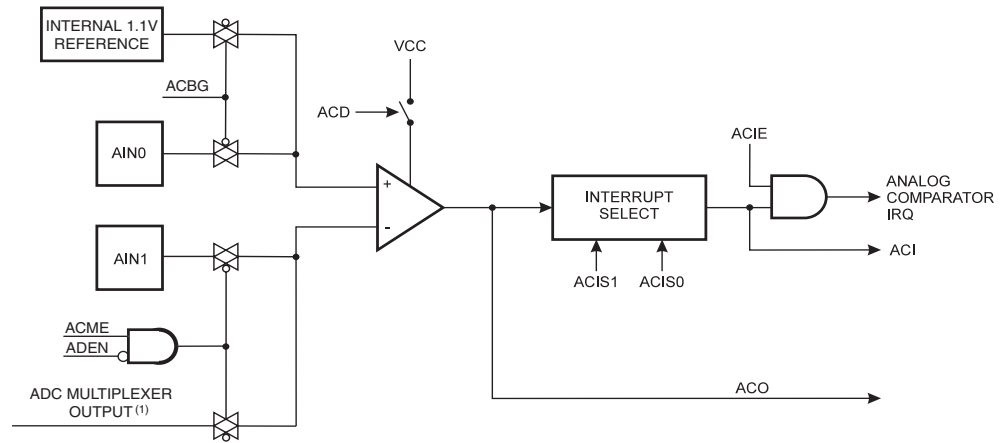 INTERNAL 1.1V
REFERENCE
ACBG
AIN0
VCC
ACD
+
-
AIN1
ACME
ADEN
ADC MULTIPLEXER
OUTPUT (1)
INTERRUPT
SELECT
ACIS1
ACIS0
ACIE
ANALOG
COMPARATOR
IRQ
ACI
ACO